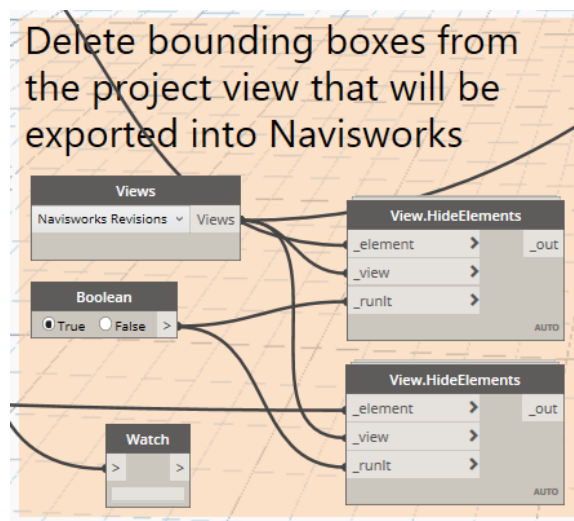 Delete bounding boxes from
the project view that will be
exported into Navisworks
Views
Navisworks Revisions Views
View.HideElements
_element > _out
_view >
_runIt >
AUTO
Boolean
True False >
View.HideElements
_element > _out
_view >
_runIt >
AUTO
Watch
> >